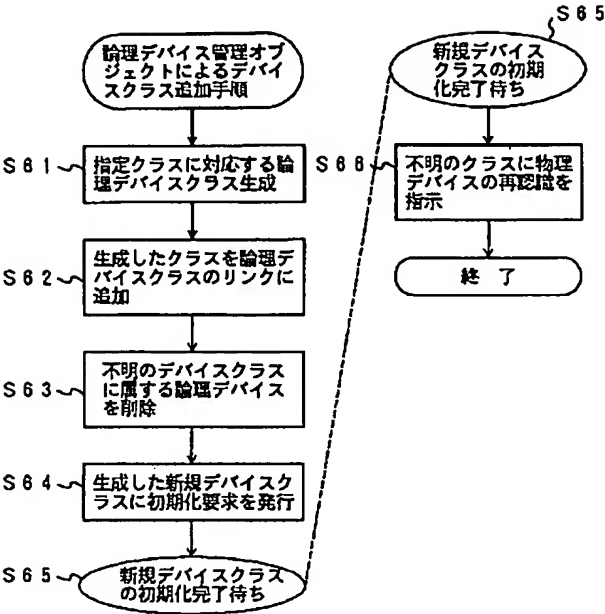 論理デバイス管理オブ
ジェクトによるデバイ
スクラス追加手順
S61
指定クラスに対応する論
理デバイスクラス生成
S62
生成したクラスを論理デ
バイスクラスのリンクに
追加
S63
不明のデバイスクラス
に属する論理デバイス
を削除
S64
生成した新規デバイスク
ラスに初期化要求を発行
S65
新規デバイスクラス
の初期化完了待ち
S65
新規デバイス
クラスの初期
化完了待ち
S66
不明のクラスに物理
デバイスの再認識を
指示
終 了